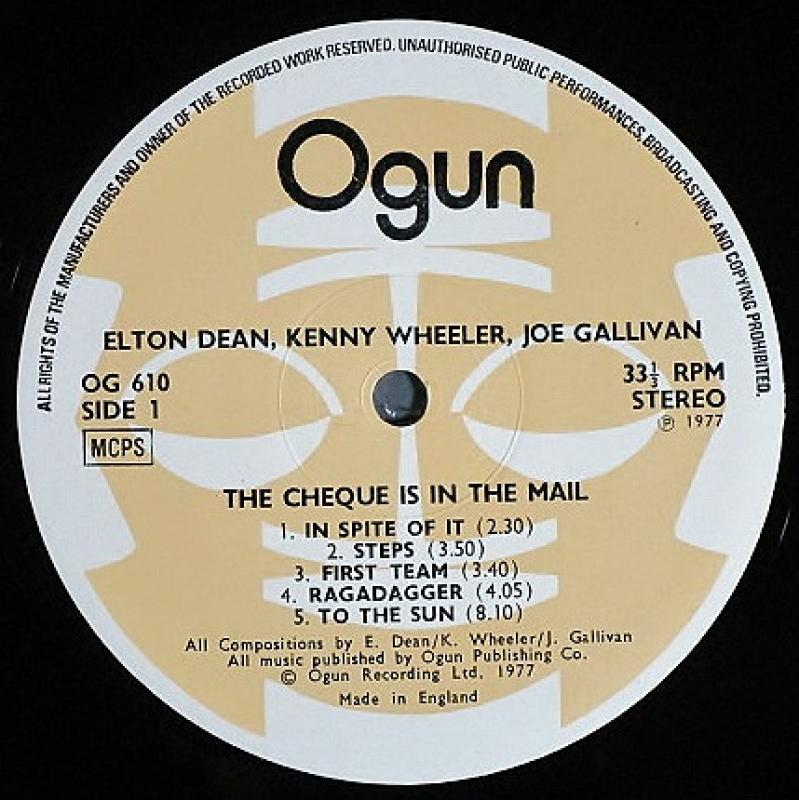 ALL RIGHTS OF THE MANUFACTURERS AND OWNER OF THE RECORDED WORK RESERVED. UNAUTHORISED PUBLIC PERFORMANCES, BROADCASTING AND COPYING PROHIBITED.
Ogun
ELTON DEAN, KENNY WHEELER, JOE GALLIVAN
OG 610
SIDE 1
MCPS
33⅓ RPM
STEREO
℗ 1977
THE CHEQUE IS IN THE MAIL
1. IN SPITE OF IT (2.30)
2. STEPS (3.50)
3. FIRST TEAM (3.40)
4. RAGADAGGER (4.05)
5. TO THE SUN (8.10)
All Compositions by E. Dean/K. Wheeler/J. Gallivan
All music published by Ogun Publishing Co.
© Ogun Recording Ltd. 1977
Made in England